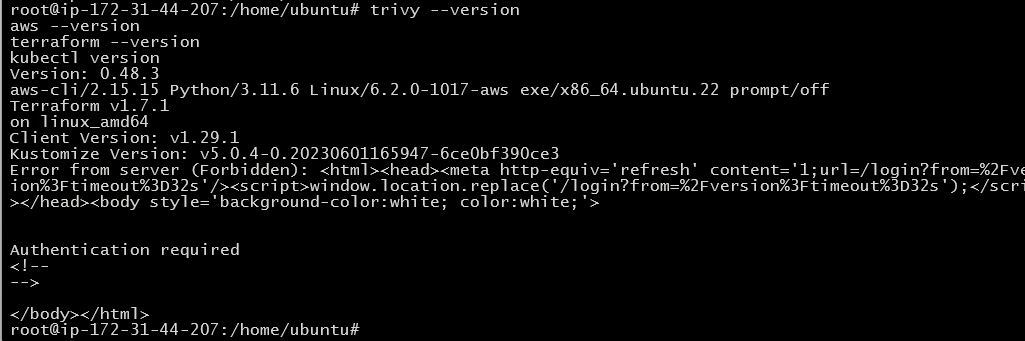 root@ip-172-31-44-207:/home/ubuntu# trivy --version
aws --version
terraform --version
kubectl version
Version: 0.48.3
aws-cli/2.15.15 Python/3.11.6 Linux/6.2.0-1017-aws exe/x86_64.ubuntu.22 prompt/off
Terraform v1.7.1
on linux_amd64
Client Version: v1.29.1
Kustomize Version: v5.0.4-0.20230601165947-6ce0bf390ce3
Error from server (Forbidden): <html><head><meta http-equiv='refresh' content='1;url=/login?from=%2Fve
ion%3Ftimeout%3D32s'/><script>window.location.replace('/login?from=%2Fversion%3Ftimeout%3D32s');</scri
></head><body style='background-color:white; color:white;'>
Authentication required
<!--
-->
</body></html>
root@ip-172-31-44-207:/home/ubuntu#